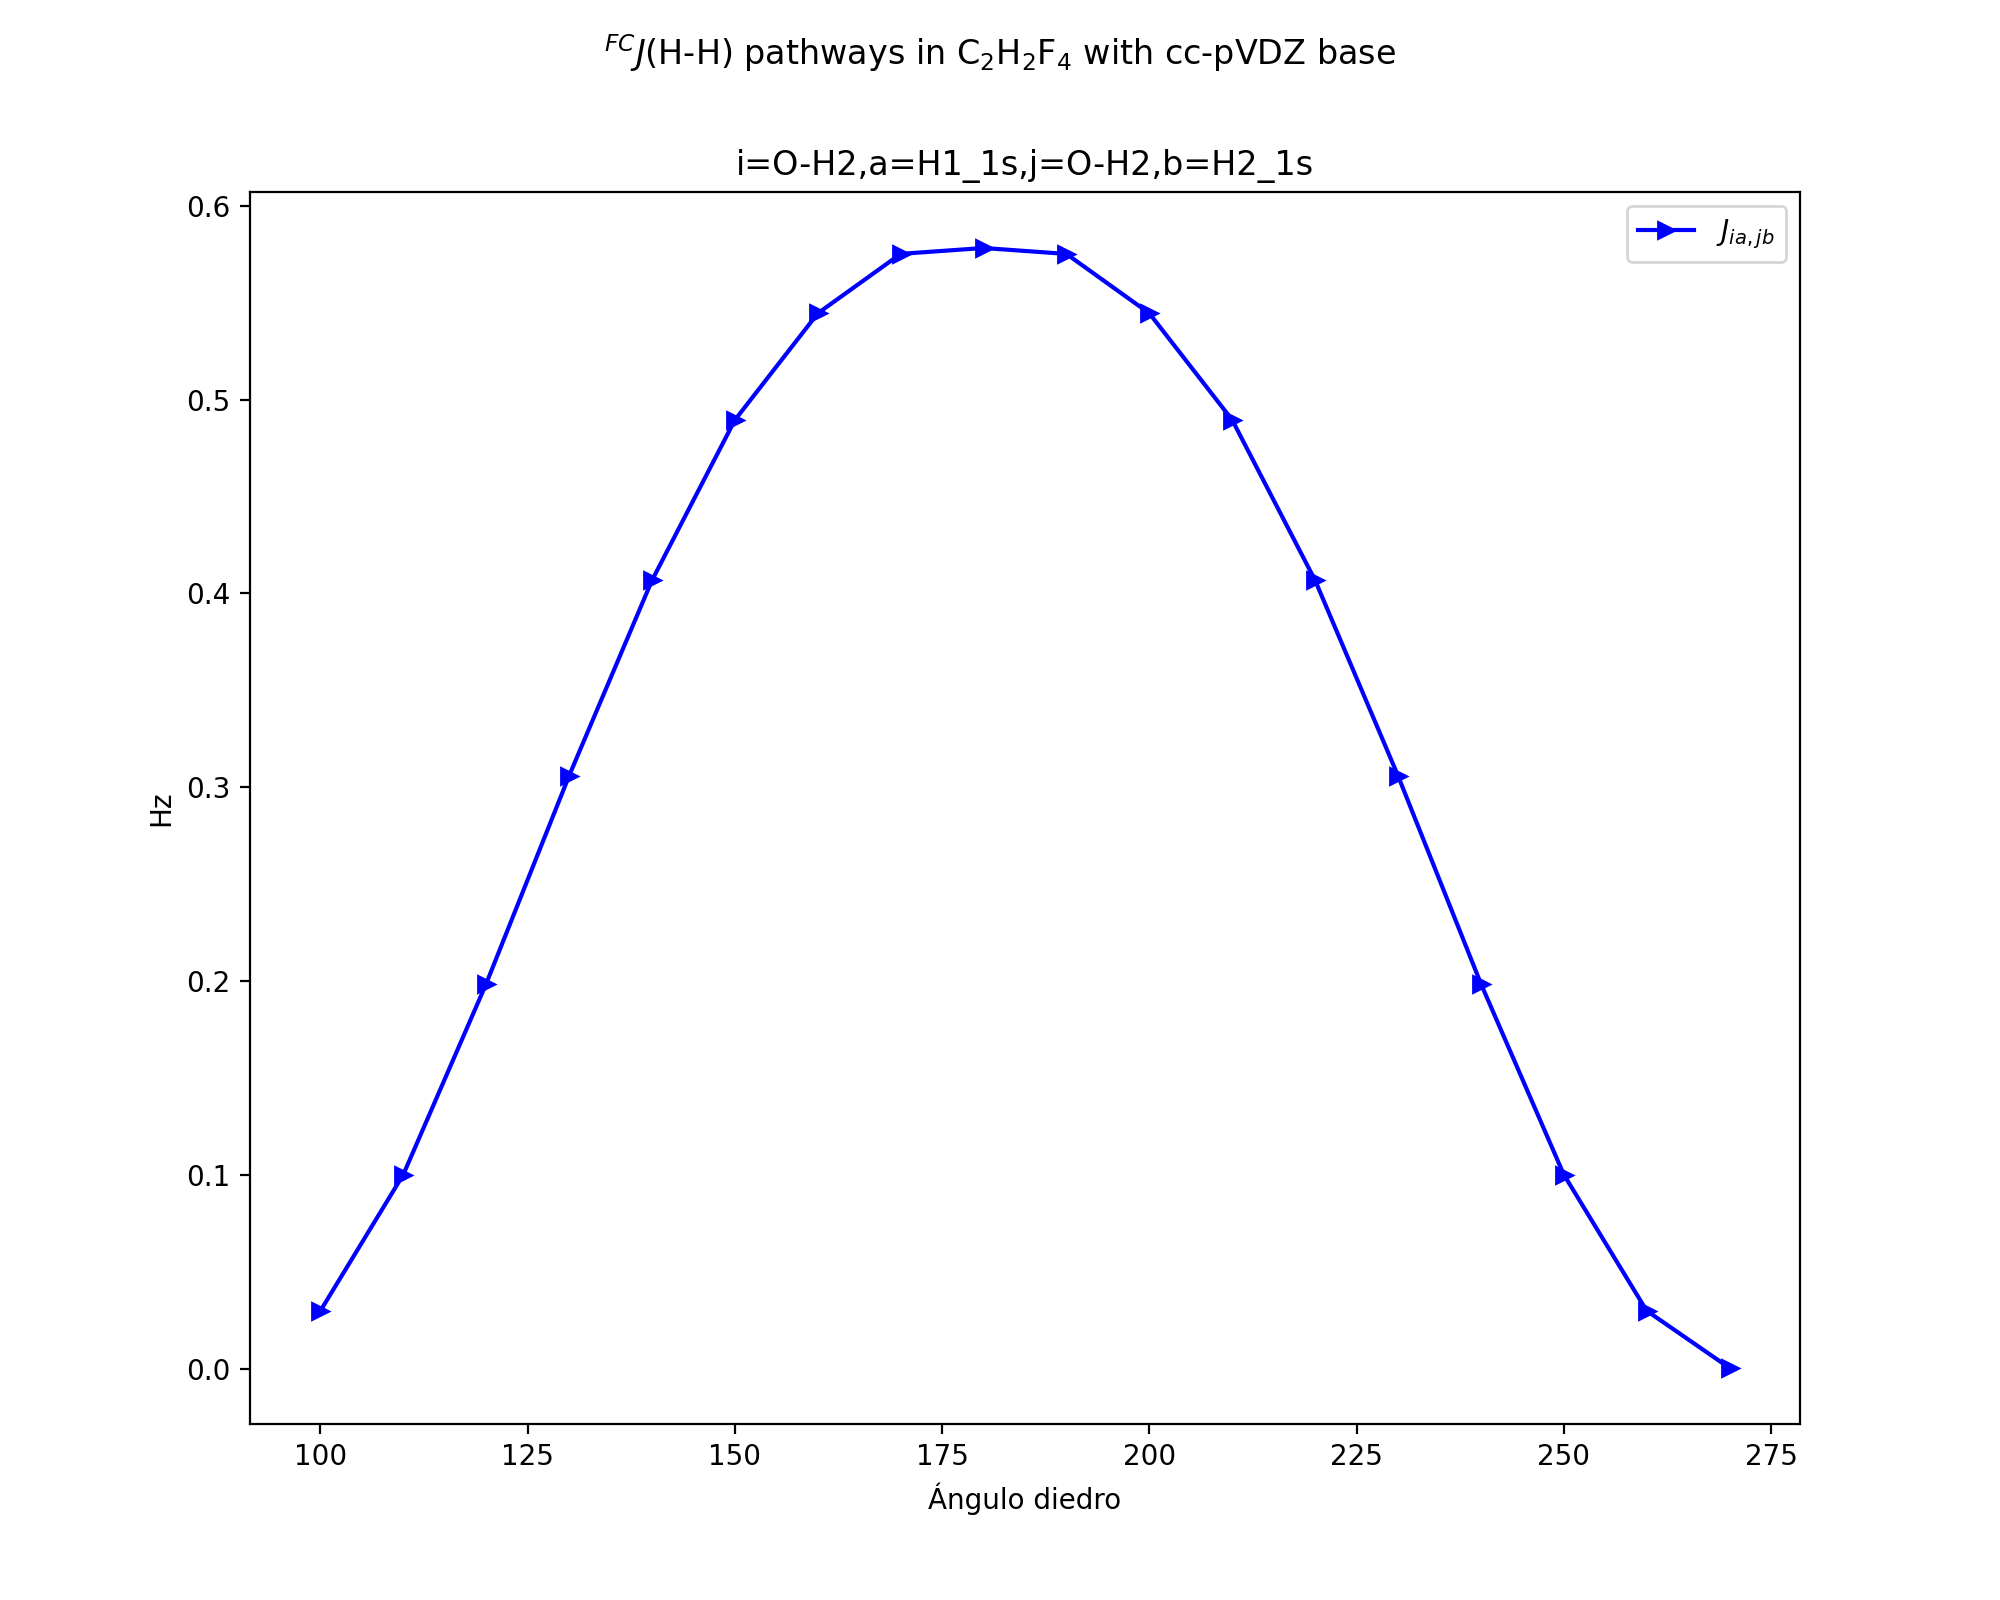 FCJ(H-H) pathways in C2H2F4 with cc-pVDZ base
i=O-H2,a=H1_1s,j=O-H2,b=H2_1s
J_ia,jb
0.6
0.5
0.4
0.3
0.2
0.1
0.0
Hz
100 125 150 175 200 225 250 275
Ángulo diedro